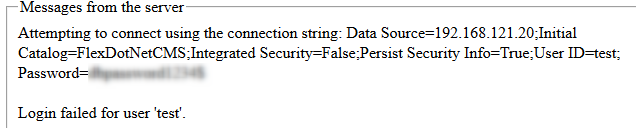 Messages from the server
Attempting to connect using the connection string: Data Source=192.168.121.20;Initial
Catalog=FlexDotNetCMS;Integrated Security=False;Persist Security Info=True;User ID=test;
Password=
Login failed for user 'test'.